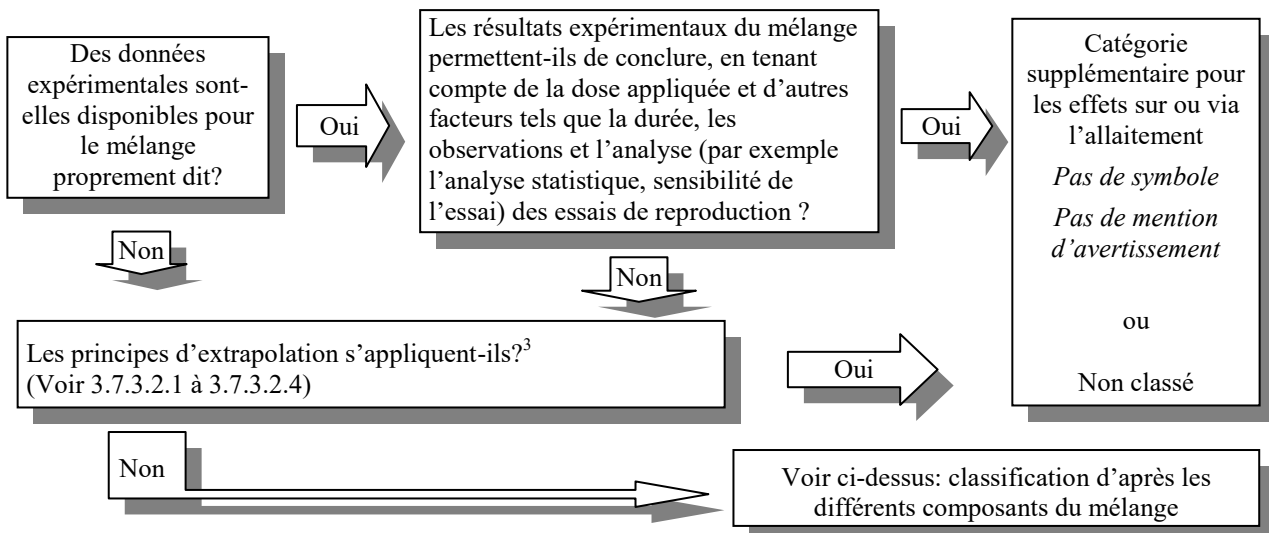 Des données
expérimentales sont-
elles disponibles pour
le mélange
proprement dit?
Oui
Les résultats expérimentaux du mélange
permettent-ils de conclure, en tenant
compte de la dose appliquée et d'autres
facteurs tels que la durée, les
observations et l'analyse (par exemple
l'analyse statistique, sensibilité de
l'essai) des essais de reproduction ?
Oui
Catégorie
supplémentaire pour
les effets sur ou via
l'allaitement
Pas de symbole
Pas de mention
d'avertissement
ou
Non classé
Non
Non
Les principes d'extrapolation s'appliquent-ils?³
(Voir 3.7.3.2.1 à 3.7.3.2.4)
Oui
Non
Voir ci-dessus: classification d'après les
différents composants du mélange